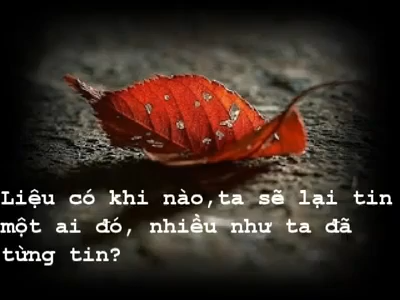 Liệu có khi nào,ta sẽ lại tin
một ai đó, nhiều như ta đã
từng tin?